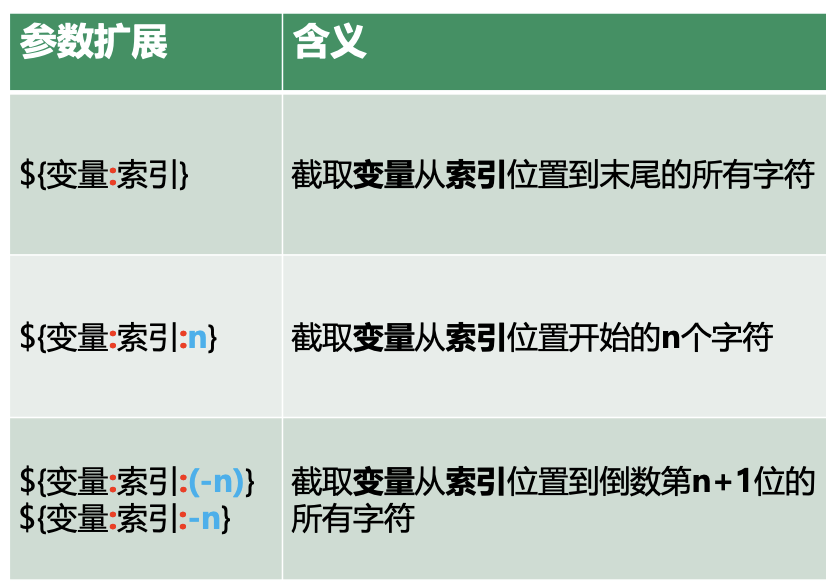 参数扩展 含义
${变量:索引} 截取变量从索引位置到末尾的所有字符
${变量:索引:n} 截取变量从索引位置开始的n个字符
${变量:索引:(-n)} 截取变量从索引位置到倒数第n+1位的
${变量:索引:-n} 所有字符